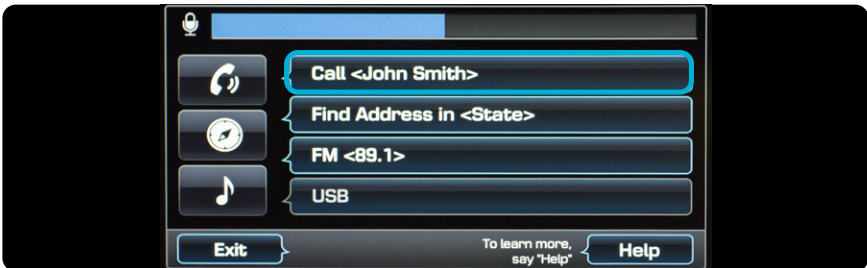 Call <John Smith>
Find Address in <State>
FM <89.1>
USB
Exit
To learn more,
say "Help"
Help